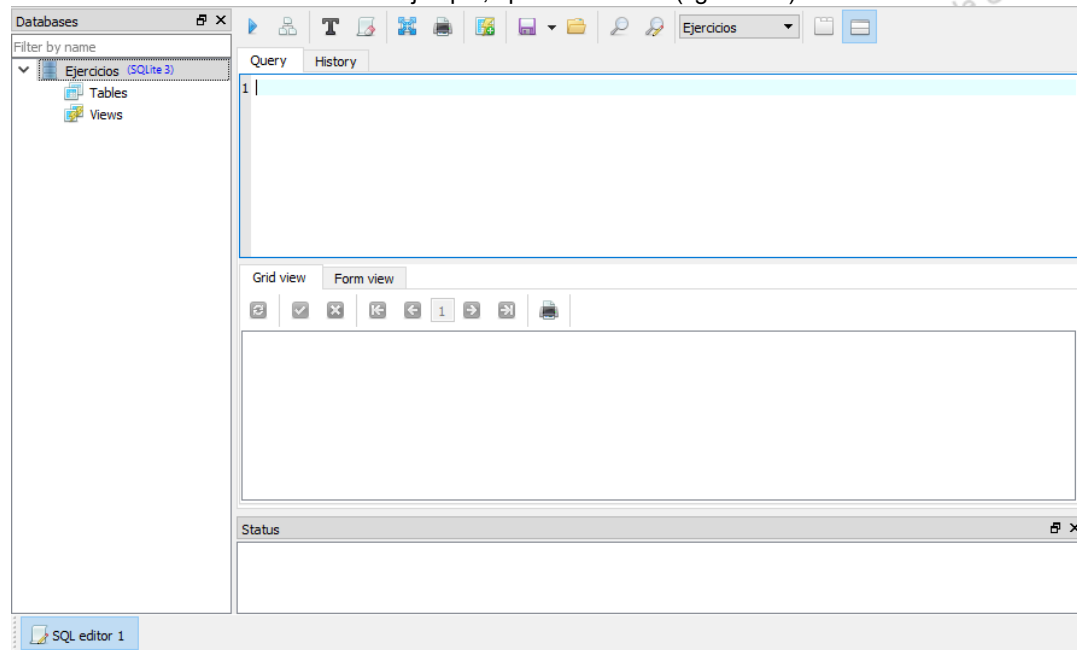 Databases
Filter by name
Ejercicios (SQLite 3)
Tables
Views
Ejercicios
Query History
1
Grid view Form view
1
Status
SQL editor 1